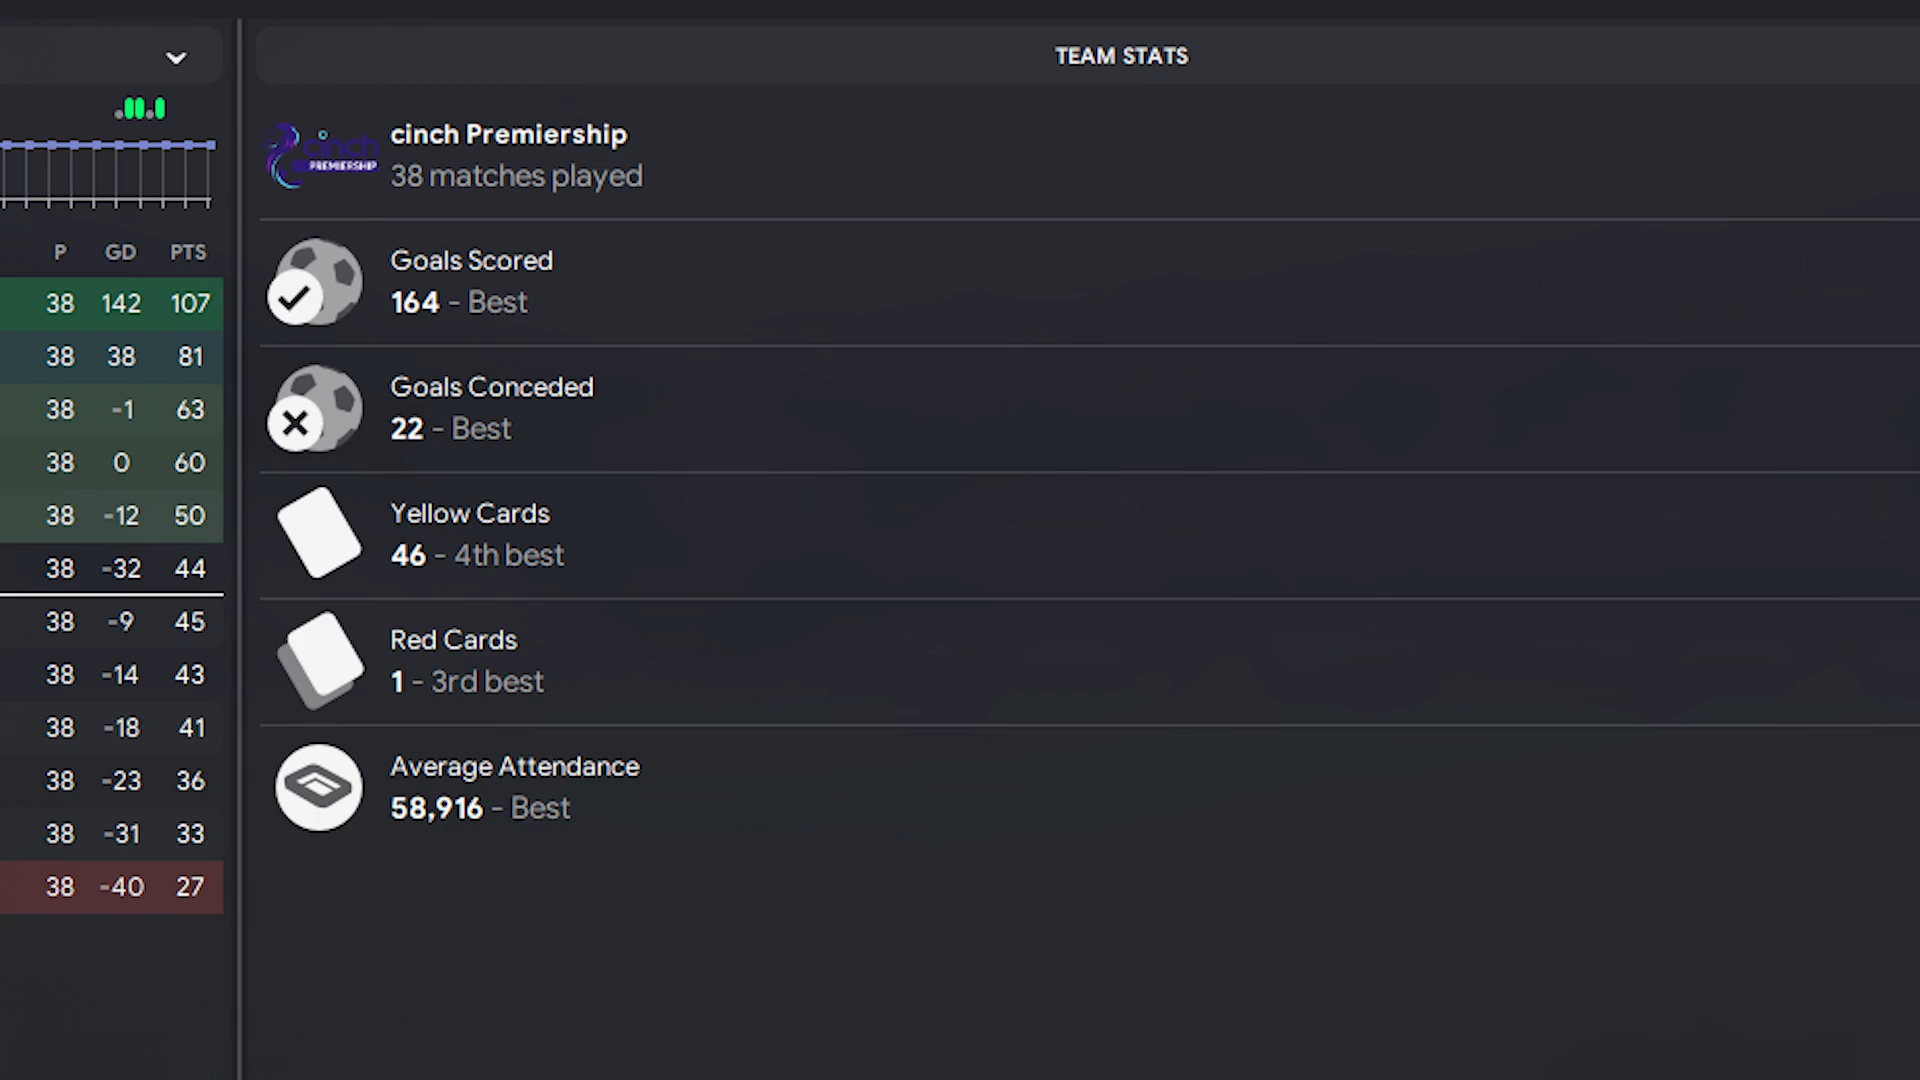 TEAM STATS
cinch Premiership
38 matches played
cinch
PREMIERSHIP
P GD PTS
38 142 107
38 38 81
38 -1 63
38 0 60
38 -12 50
38 -32 44
38 -9 45
38 -14 43
38 -18 41
38 -23 36
38 -31 33
38 -40 27
Goals Scored
164 - Best
Goals Conceded
22 - Best
Yellow Cards
46 - 4th best
Red Cards
1 - 3rd best
Average Attendance
58,916 - Best